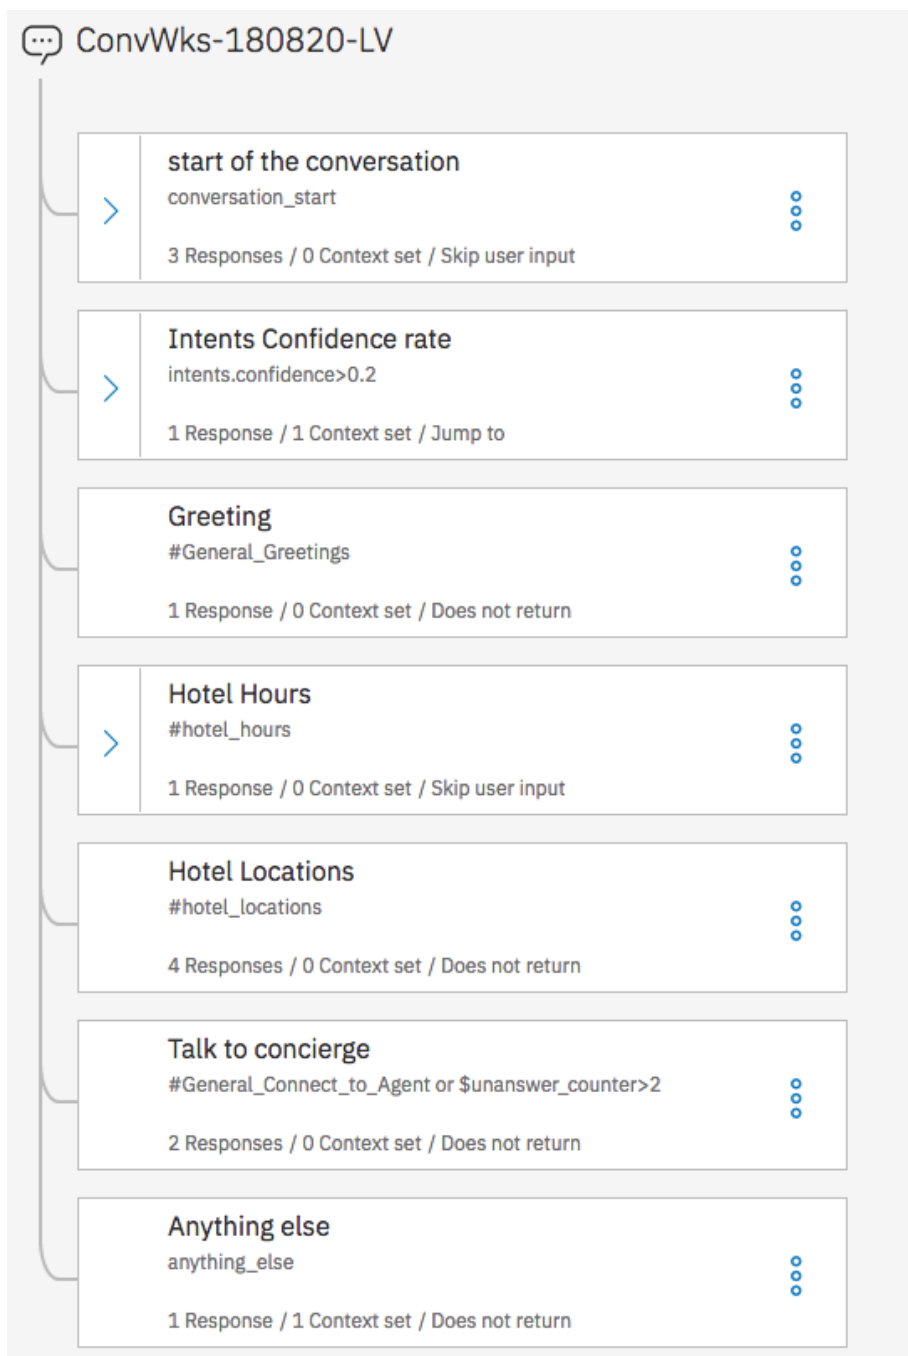 ConvWks-180820-LV
start of the conversation
conversation_start
3 Responses / 0 Context set / Skip user input
Intents Confidence rate
intents.confidence>0.2
1 Response / 1 Context set / Jump to
Greeting
#General_Greetings
1 Response / 0 Context set / Does not return
Hotel Hours
#hotel_hours
1 Response / 0 Context set / Skip user input
Hotel Locations
#hotel_locations
4 Responses / 0 Context set / Does not return
Talk to concierge
#General_Connect_to_Agent or $unanswer_counter>2
2 Responses / 0 Context set / Does not return
Anything else
anything_else
1 Response / 1 Context set / Does not return